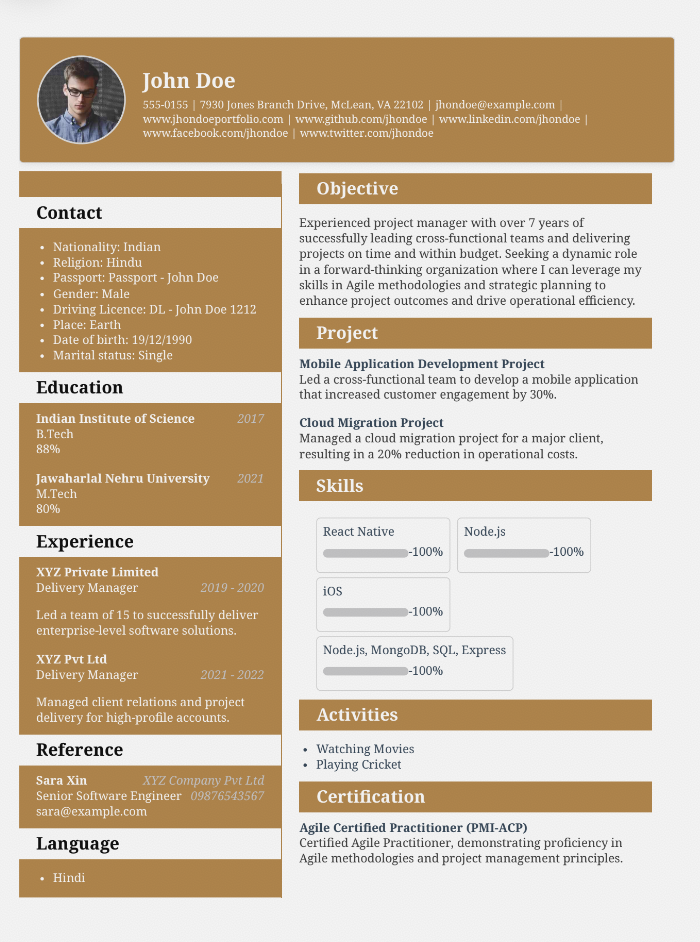 John Doe
555-0155 | 7930 Jones Branch Drive, McLean, VA 22102 | jhondoe@example.com |
www.jhondoeportfolio.com | www.github.com/jhondoe | www.linkedin.com/jhondoe |
www.facebook.com/jhondoe | www.twitter.com/jhondoe
Contact
• Nationality: Indian
• Religion: Hindu
• Passport: Passport - John Doe
• Gender: Male
• Driving Licence: DL - John Doe 1212
• Place: Earth
• Date of birth: 19/12/1990
• Marital status: Single
Education
Indian Institute of Science 2017
B.Tech
88%
Jawaharlal Nehru University 2021
M.Tech
80%
Experience
XYZ Private Limited
Delivery Manager 2019 - 2020
Led a team of 15 to successfully deliver
enterprise-level software solutions.
XYZ Pvt Ltd
Delivery Manager 2021 - 2022
Managed client relations and project
delivery for high-profile accounts.
Reference
Sara Xin XYZ Company Pvt Ltd
Senior Software Engineer 09876543567
sara@example.com
Language
• Hindi
Objective
Experienced project manager with over 7 years of
successfully leading cross-functional teams and delivering
projects on time and within budget. Seeking a dynamic role
in a forward-thinking organization where I can leverage my
skills in Agile methodologies and strategic planning to
enhance project outcomes and drive operational efficiency.
Project
Mobile Application Development Project
Led a cross-functional team to develop a mobile application
that increased customer engagement by 30%.
Cloud Migration Project
Managed a cloud migration project for a major client,
resulting in a 20% reduction in operational costs.
Skills
React Native
-100%
Node.js
-100%
iOS
-100%
Node.js, MongoDB, SQL, Express
-100%
Activities
• Watching Movies
• Playing Cricket
Certification
Agile Certified Practitioner (PMI-ACP)
Certified Agile Practitioner, demonstrating proficiency in
Agile methodologies and project management principles.